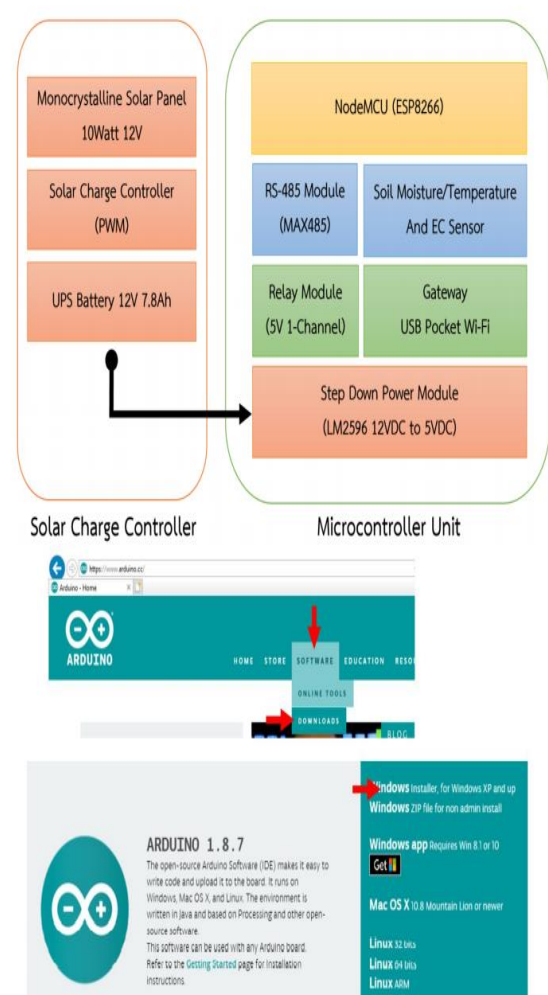 Monocrystalline Solar Panel
10Watt 12V
Solar Charge Controller
(PWM)
UPS Battery 12V 7.8Ah
NodeMCU (ESP8266)
RS-485 Module
(MAX485)
Soil Moisture/Temperature
And EC Sensor
Relay Module
(5V 1-Channel)
Gateway
USB Pocket Wi-Fi
Step Down Power Module
(LM2596 12VDC to 5VDC)
Solar Charge Controller
Microcontroller Unit
https://www.arduino.cc/
Arduino - Home
ARDUINO
HOME STORE SOFTWARE EDUCATION RESOU
ONLINE TOOLS
DOWNLOADS
BLOG
ARDUINO 1.8.7
The open-source Arduino Software (IDE) makes it easy to
write code and upload it to the board. It runs on
Windows, Mac OS X, and Linux. The environment is
written in Java and based on Processing and other open-
source software.
This software can be used with any Arduino board.
Refer to the Getting Started page for Installation
instructions.
Windows Installer, for Windows XP and up
Windows ZIP file for non admin install
Windows app Requires Win 8.1 or 10
Get
Mac OS X 10.8 Mountain Lion or newer
Linux 32 bits
Linux 64 bits
Linux ARM